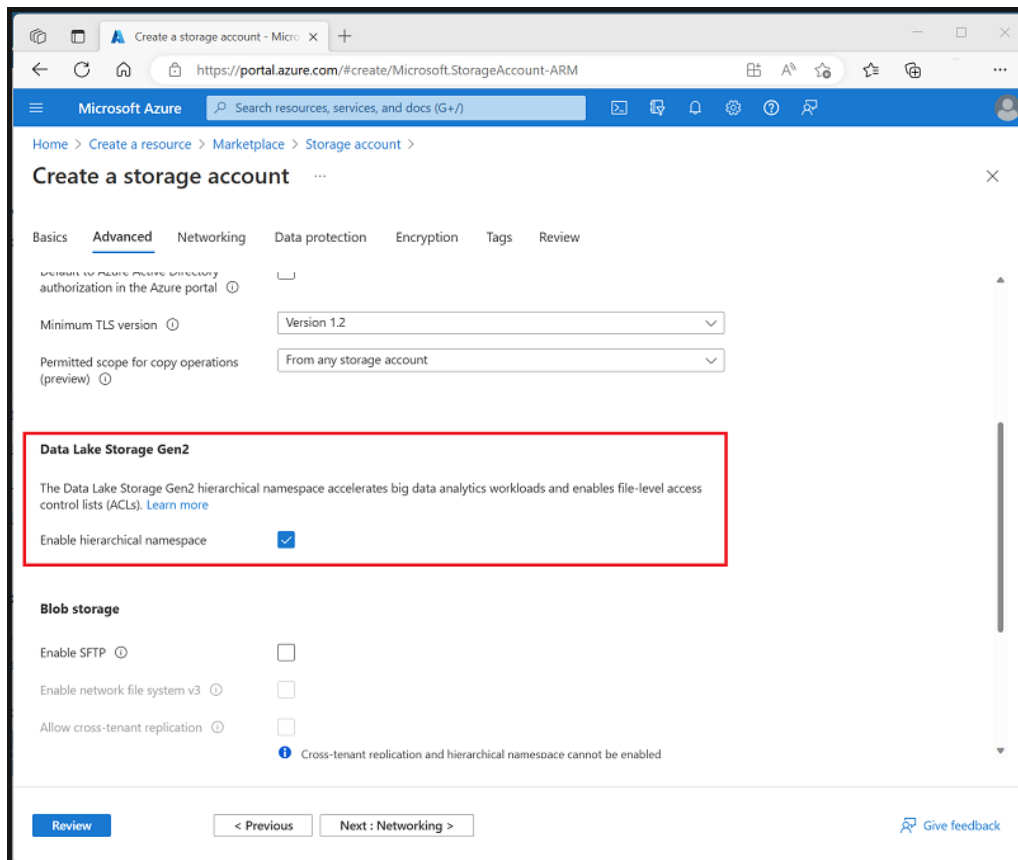 Create a storage account - Micro
https://portal.azure.com/#create/Microsoft.StorageAccount-ARM
Microsoft Azure
Search resources, services, and docs (G+/)
Home > Create a resource > Marketplace > Storage account >
Create a storage account ...
Basics Advanced Networking Data protection Encryption Tags Review
Default to Azure Active Directory
authorization in the Azure portal
Minimum TLS version
Version 1.2
Permitted scope for copy operations
(preview)
From any storage account
Data Lake Storage Gen2
The Data Lake Storage Gen2 hierarchical namespace accelerates big data analytics workloads and enables file-level access
control lists (ACLs). Learn more
Enable hierarchical namespace
Blob storage
Enable SFTP
Enable network file system v3
Allow cross-tenant replication
Cross-tenant replication and hierarchical namespace cannot be enabled
Review
< Previous
Next : Networking >
Give feedback